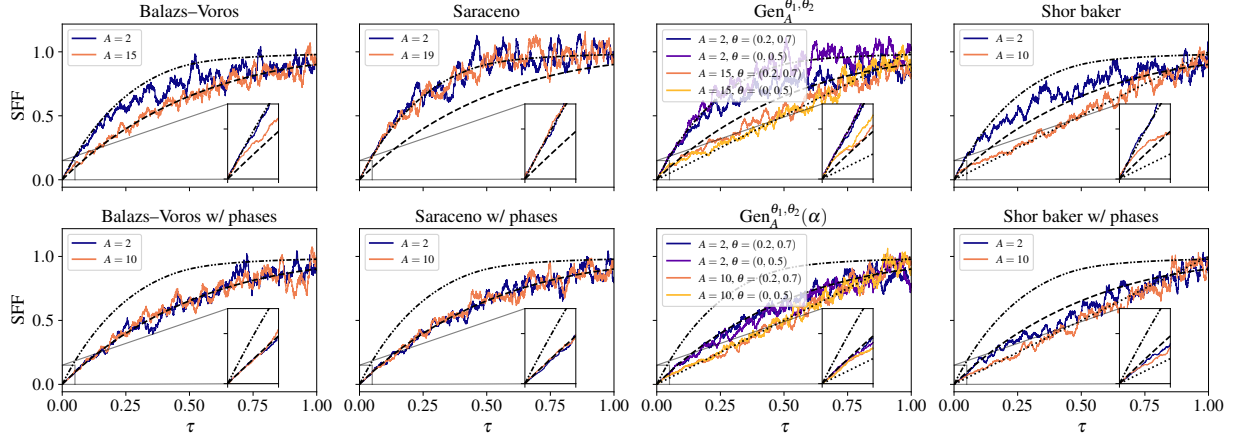 Balazs–Voros
Saraceno
Gen_A^{θ₁,θ₂}
Shor baker
SFF
1.0
0.5
0.0
A = 2
A = 15
A = 2
A = 19
A = 2, θ = (0.2, 0.7)
A = 2, θ = (0, 0.5)
A = 15, θ = (0.2, 0.7)
A = 15, θ = (0, 0.5)
A = 2
A = 10
Balazs–Voros w/ phases
Saraceno w/ phases
Gen_A^{θ₁,θ₂}(α)
Shor baker w/ phases
SFF
1.0
0.5
0.0
A = 2
A = 10
A = 2
A = 10
A = 2, θ = (0.2, 0.7)
A = 2, θ = (0, 0.5)
A = 10, θ = (0.2, 0.7)
A = 10, θ = (0, 0.5)
A = 2
A = 10
0.00 0.25 0.50 0.75 1.00
0.00 0.25 0.50 0.75 1.00
0.00 0.25 0.50 0.75 1.00
0.00 0.25 0.50 0.75 1.00
τ
τ
τ
τ